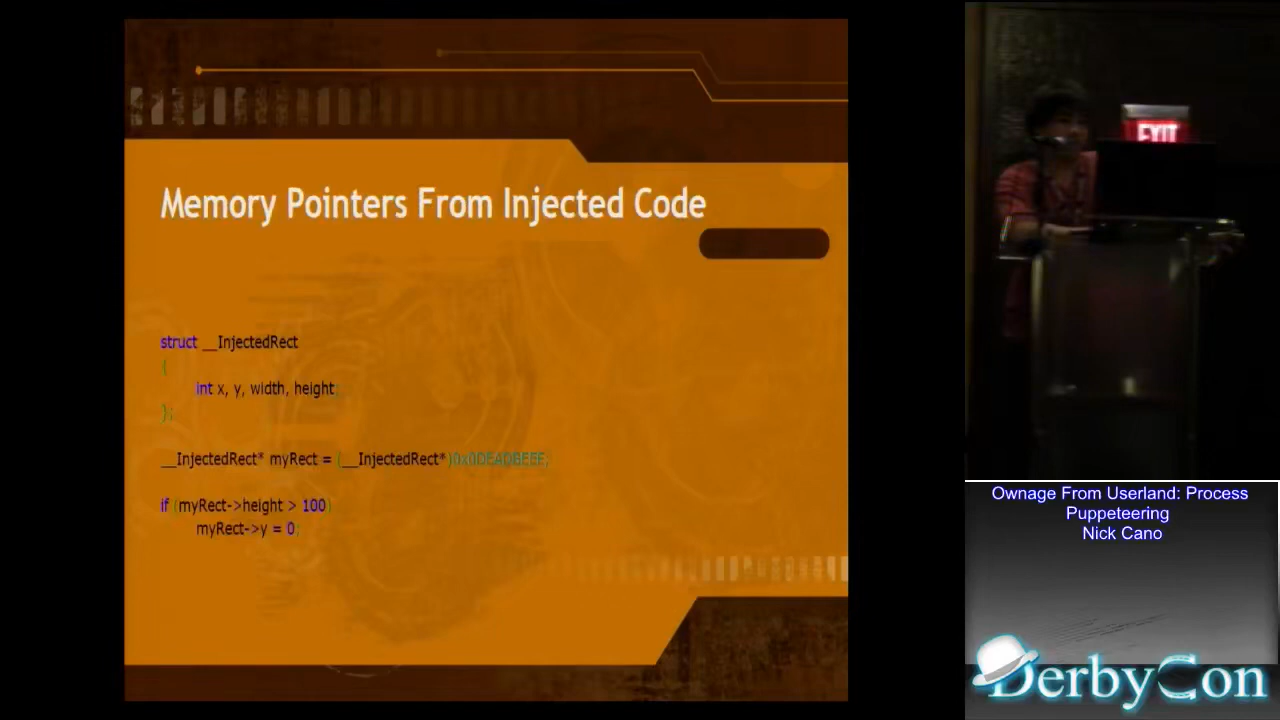 Memory Pointers From Injected Code
struct __InjectedRect
{
int x, y, width, height;
};
__InjectedRect* myRect = (__InjectedRect*)0x0DEADBEEF;
if (myRect->height > 100)
myRect->y = 0;
EXIT
Ownage From Userland: Process
Puppeteering
Nick Cano
DerbyCon